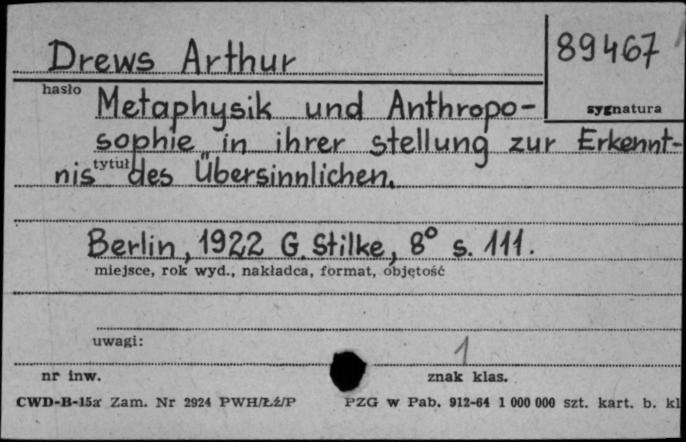 Drews Arthur
89467
hasło
sygnatura
Metaphysik und Anthropo-
sophie in ihrer stellung zur Erkennt-
tytuł
nis des Übersinnlichen.
Berlin, 1922 G. Stilke, 8° s. 111.
miejsce, rok wyd., nakładca, format, objętość
uwagi:
1
nr inw.
znak klas.
CWD-B-15a Zam. Nr 2924 PWH/Łź/P PZG w Pab. 912-64 1 000 000 szt. kart. b. kl